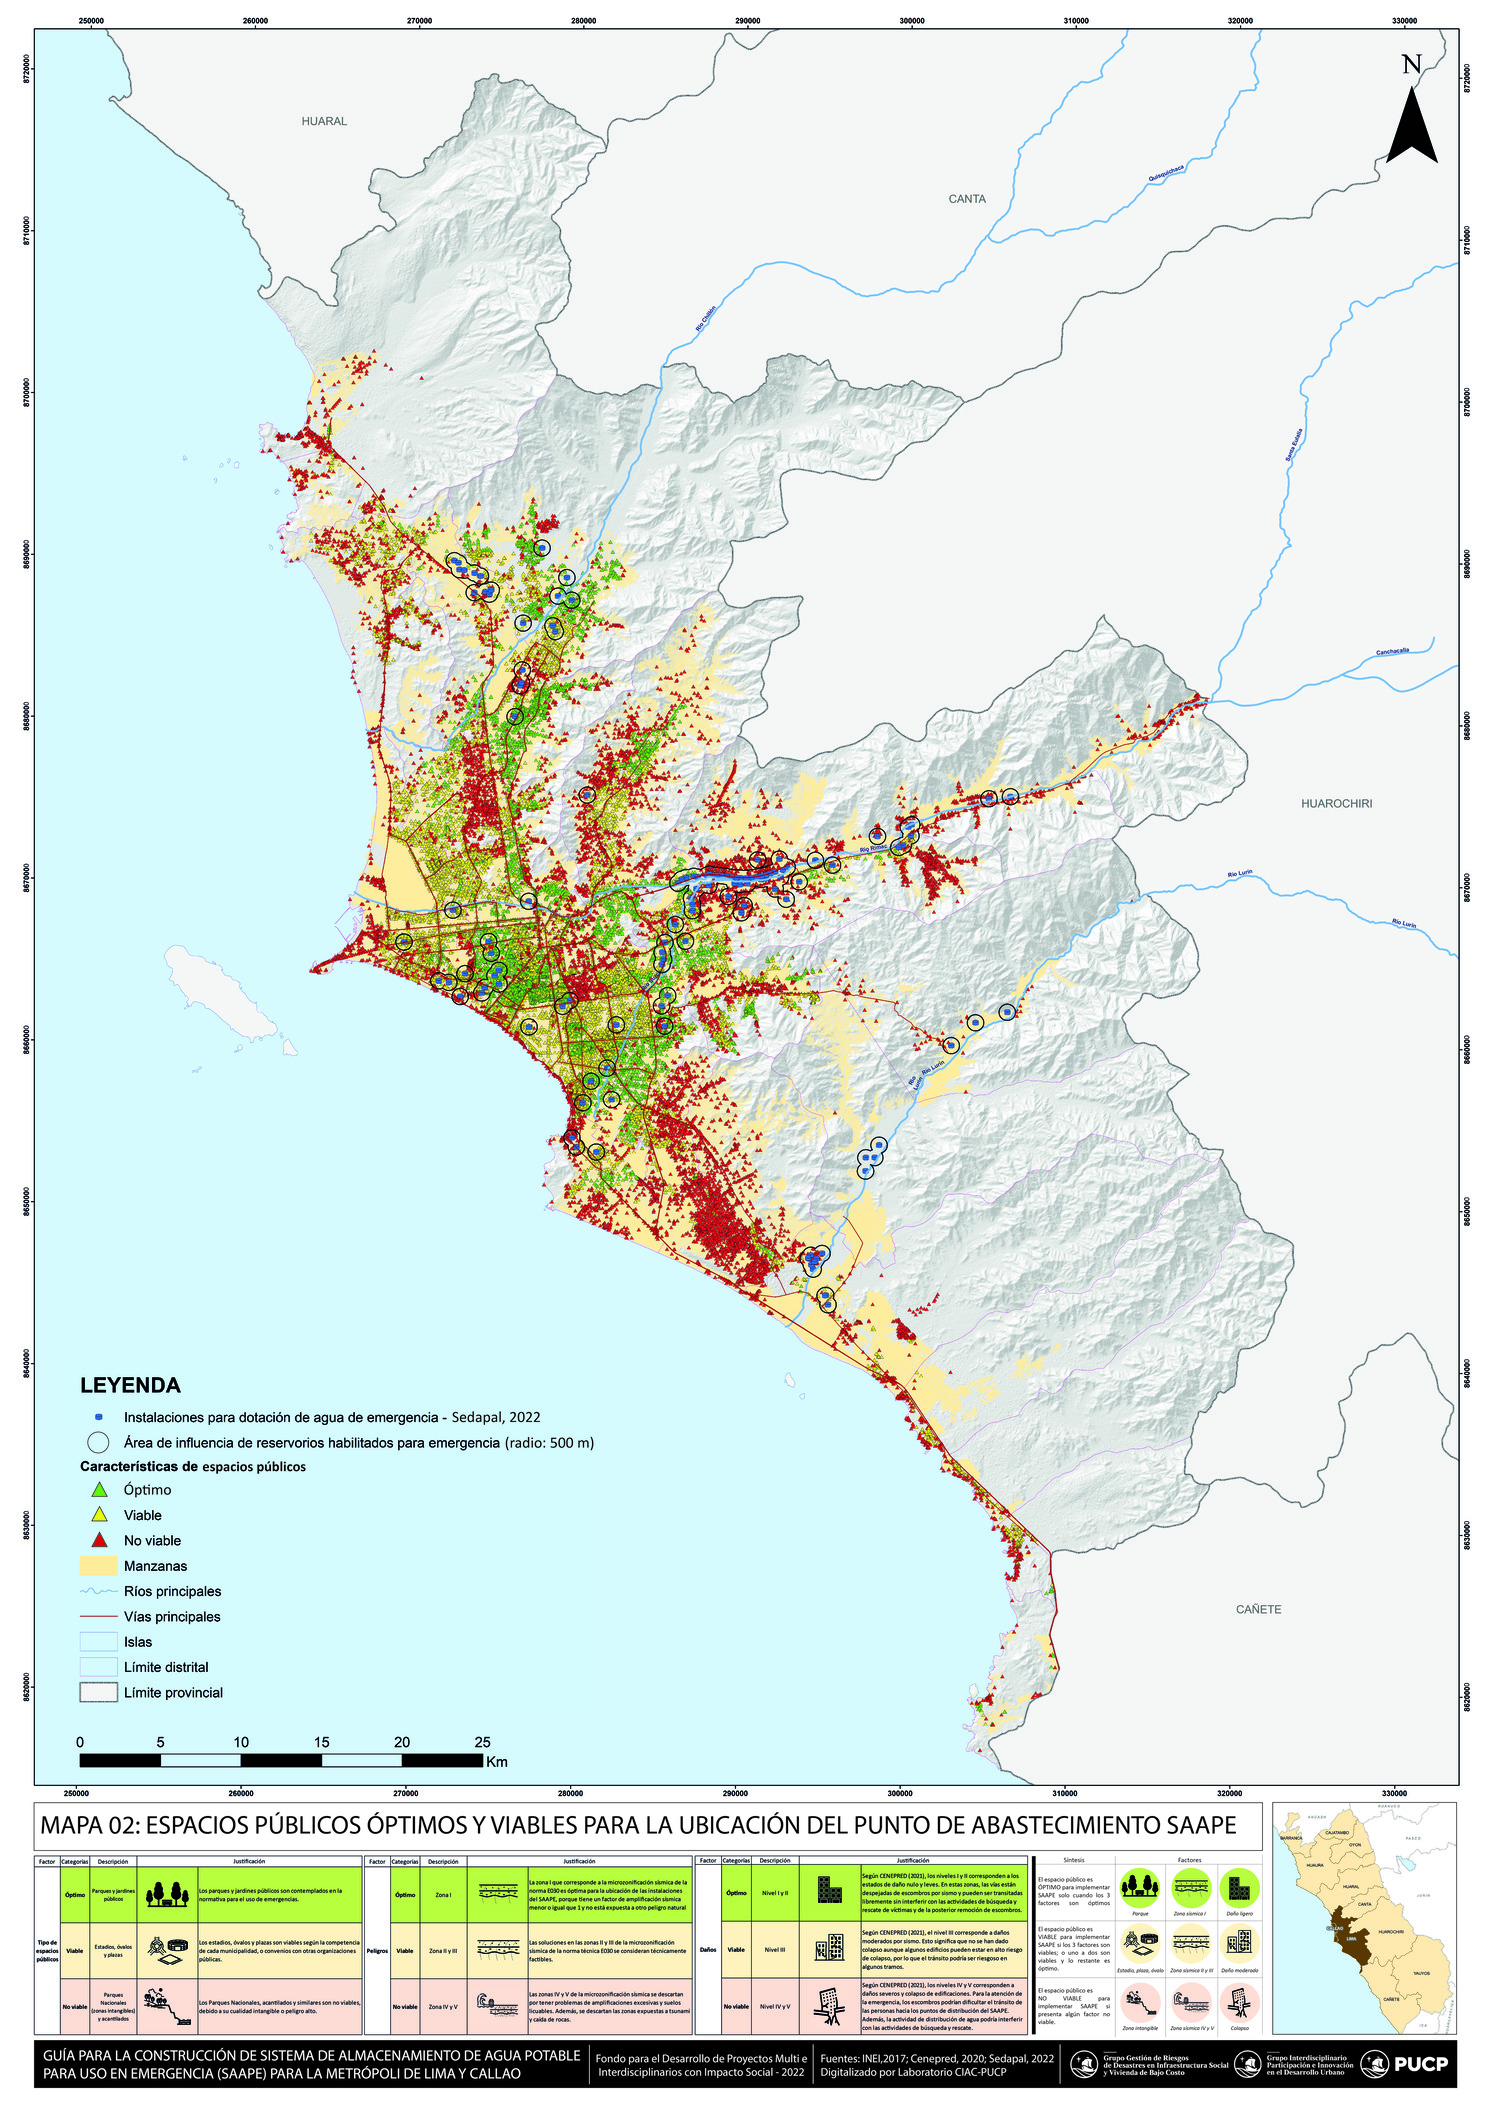 250000 260000 270000 280000 290000 300000 310000 320000 330000
8720000
8710000
8700000
8690000
8680000
8670000
8660000
8650000
8640000
8630000
8620000
8720000
8710000
8700000
8690000
8680000
8670000
8660000
8650000
8640000
8630000
8620000
N
HUARAL
CANTA
Quisquichaca
Río Chillón
Santa Eulalia
Canchacalla
HUAROCHIRI
Río Rímac
Río Lurín
Río Lurín
Río Lurín
Río Lurín
CAÑETE
LEYENDA
Instalaciones para dotación de agua de emergencia - Sedapal, 2022
Área de influencia de reservorios habilitados para emergencia (radio: 500 m)
Características de espacios públicos
Óptimo
Viable
No viable
Manzanas
Ríos principales
Vías principales
Islas
Límite distrital
Límite provincial
0 5 10 15 20 25
Km
250000 260000 270000 280000 290000 300000 310000 320000 330000
MAPA 02: ESPACIOS PÚBLICOS ÓPTIMOS Y VIABLES PARA LA UBICACIÓN DEL PUNTO DE ABASTECIMIENTO SAAPE
Factor Categorías Descripción Justificación
Tipo de
espacios
públicos
Óptimo
Parques y jardines
públicos
Los parques y jardines públicos son contemplados en la
normativa para el uso de emergencias.
Viable
Estadios, óvalos
y plazas
Los estadios, óvalos y plazas son viables según la competencia
de cada municipalidad, o convenios con otras organizaciones
públicas.
No viable
Parques
Nacionales
(zonas intangibles)
y acantilados
Los Parques Nacionales, acantilados y similares son no viables,
debido a su cualidad intangible o peligro alto.
Factor Categorías Descripción Justificación
Peligros
Óptimo
Zona I
La zona I que corresponde a la microzonificación sísmica de la
norma E030 es óptima para la ubicación de las instalaciones
del SAAPE, porque tiene un factor de amplificación sísmica
menor o igual que 1 y no está expuesta a otro peligro natural
Viable
Zona II y III
Las soluciones en las zonas II y III de la microzonificación
sísmica de la norma técnica E030 se consideran técnicamente
factibles.
No viable
Zona IV y V
Las zonas IV y V de la microzonificación sísmica se descartan
por tener problemas de amplificaciones excesivas y suelos
licuables. Además, se descartan las zonas expuestas a tsunami
y caída de rocas.
Factor Categorías Descripción Justificación
Daños
Óptimo
Nivel I y II
Según CENEPRED (2021), los niveles I y II corresponden a los
estados de daño nulo y leves. En estas zonas, las vías están
despejadas de escombros por sismo y pueden ser transitadas
libremente sin interferir con las actividades de búsqueda y
rescate de víctimas y de la posterior remoción de escombros.
Viable
Nivel III
Según CENEPRED (2021), el nivel III corresponde a daños
moderados por sismo. Esto significa que no se han dado
colapso aunque algunos edificios pueden estar en alto riesgo
de colapso, por lo que el tránsito podría ser riesgoso en
algunos tramos.
No viable
Nivel IV y V
Según CENEPRED (2021), los niveles IV y V corresponden a
daños severos y colapso de edificaciones. Para la atención de
la emergencia, los escombros podrían dificultar el tránsito de
las personas hacia los puntos de distribución del SAAPE.
Además, la actividad de distribución de agua podría interferir
con las actividades de búsqueda y rescate.
Síntesis Factores
El espacio público es
ÓPTIMO para implementar
SAAPE solo cuando los 3
factores son óptimos
Parque Zona sísmica I Daño ligero
El espacio público es
VIABLE para implementar
SAAPE si los 3 factores son
viables; o uno a dos son
viables y lo restante es
óptimo.
Estadio, plaza, óvalo Zona sísmica II y III Daño moderado
El espacio público es
NO VIABLE para
implementar SAAPE si
presenta algún factor no
viable.
Zona intangible Zona sísmica IV y V Colapso
ANCASH
HUANUCO
PASCO
BARRANCA
CAJATAMBO
OYON
HUAURA
HUARAL
JUNIN
CANTA
CALLAO
LIMA
HUAROCHIRI
YAUYOS
CAÑETE
ICA
GUÍA PARA LA CONSTRUCCIÓN DE SISTEMA DE ALMACENAMIENTO DE AGUA POTABLE
PARA USO EN EMERGENCIA (SAAPE) PARA LA METRÓPOLI DE LIMA Y CALLAO
Fondo para el Desarrollo de Proyectos Multi e
Interdisciplinarios con Impacto Social - 2022
Fuentes: INEI,2017; Cenepred, 2020; Sedapal, 2022
Digitalizado por Laboratorio CIAC-PUCP
Grupo Gestión de Riesgos
de Desastres en Infraestructura Social
y Vivienda de Bajo Costo
Grupo Interdisciplinario
Participación e Innovación
en el Desarrollo Urbano
PUCP